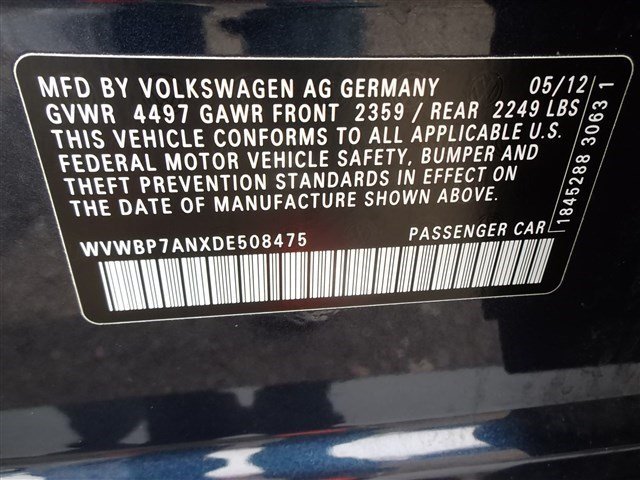 MFD BY VOLKSWAGEN AG GERMANY 05/12
GVWR 4497 GAWR FRONT 2359 / REAR 2249 LBS
THIS VEHICLE CONFORMS TO ALL APPLICABLE U.S.
FEDERAL MOTOR VEHICLE SAFETY, BUMPER AND
THEFT PREVENTION STANDARDS IN EFFECT ON
THE DATE OF MANUFACTURE SHOWN ABOVE.
WVWBP7ANXDE508475 PASSENGER CAR
1845288 30631